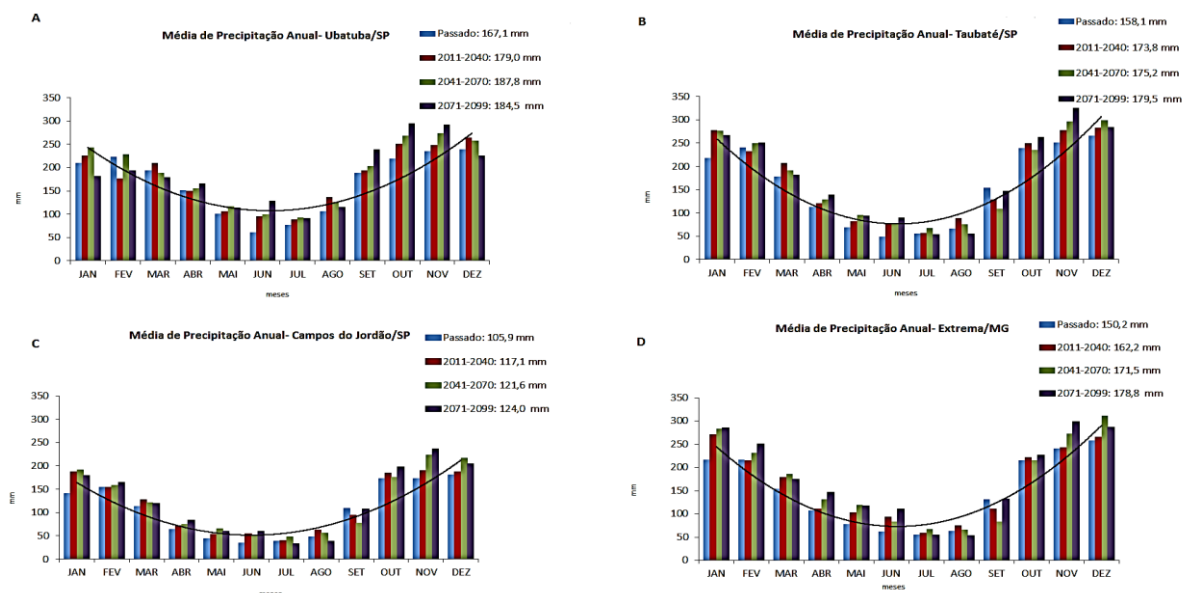 A
Média de Precipitação Anual- Ubatuba/SP
Passado: 167,1 mm
2011-2040: 179,0 mm
2041-2070: 187,8 mm
2071-2099: 184,5 mm
350
300
250
200
150
100
50
0
mm
JAN FEV MAR ABR MAI JUN JUL AGO SET OUT NOV DEZ
meses
B
Média de Precipitação Anual- Taubaté/SP
Passado: 158,1 mm
2011-2040: 173,8 mm
2041-2070: 175,2 mm
2071-2099: 179,5 mm
350
300
250
200
150
100
50
0
mm
JAN FEV MAR ABR MAI JUN JUL AGO SET OUT NOV DEZ
meses
C
Média de Precipitação Anual- Campos do Jordão/SP
Passado: 105,9 mm
2011-2040: 117,1 mm
2041-2070: 121,6 mm
2071-2099: 124,0 mm
350
300
250
200
150
100
50
0
mm
JAN FEV MAR ABR MAI JUN JUL AGO SET OUT NOV DEZ
D
Média de Precipitação Anual- Extrema/MG
Passado: 150,2 mm
2011-2040: 162,2 mm
2041-2070: 171,5 mm
2071-2099: 178,8 mm
350
300
250
200
150
100
50
0
mm
JAN FEV MAR ABR MAI JUN JUL AGO SET OUT NOV DEZ
meses